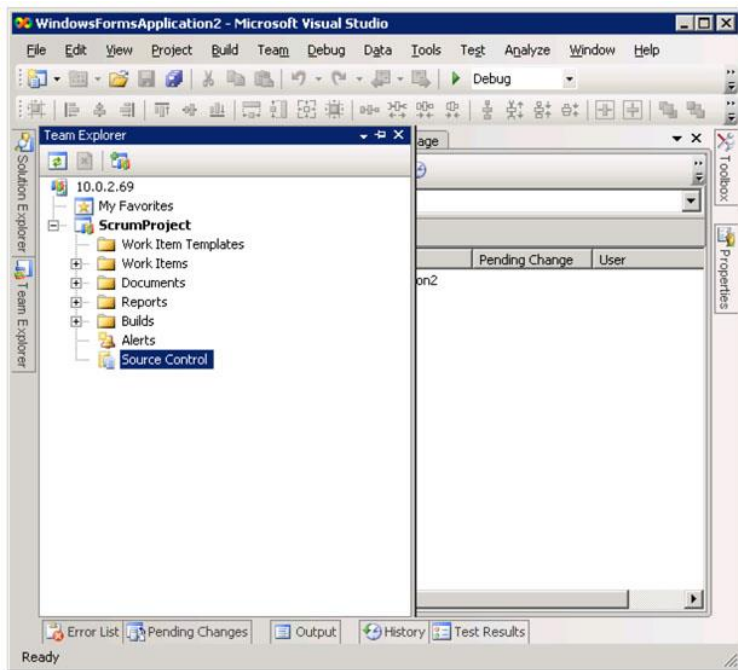 WindowsFormsApplication2 - Microsoft Visual Studio
File Edit View Project Build Team Debug Data Tools Test Analyze Window Help
Debug
Team Explorer
age
10.0.2.69
My Favorites
ScrumProject
Work Item Templates
Work Items
Documents
Reports
Builds
Alerts
Source Control
Pending Change User
on2
Solution Explorer
Team Explorer
Toolbox
Properties
Error List Pending Changes Output History Test Results
Ready